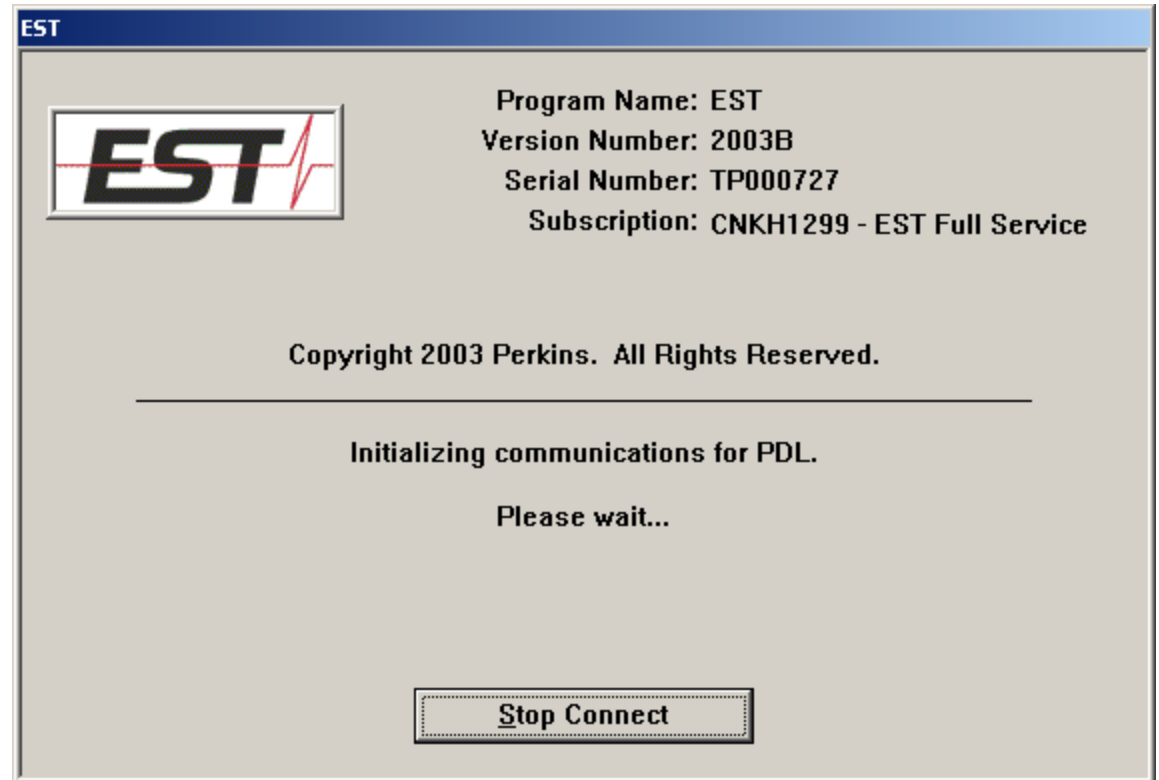 EST
EST
Program Name: EST
Version Number: 2003B
Serial Number: TP000727
Subscription: CNKH1299 - EST Full Service
Copyright 2003 Perkins.  All Rights Reserved.
Initializing communications for PDL.
Please wait...
Stop Connect